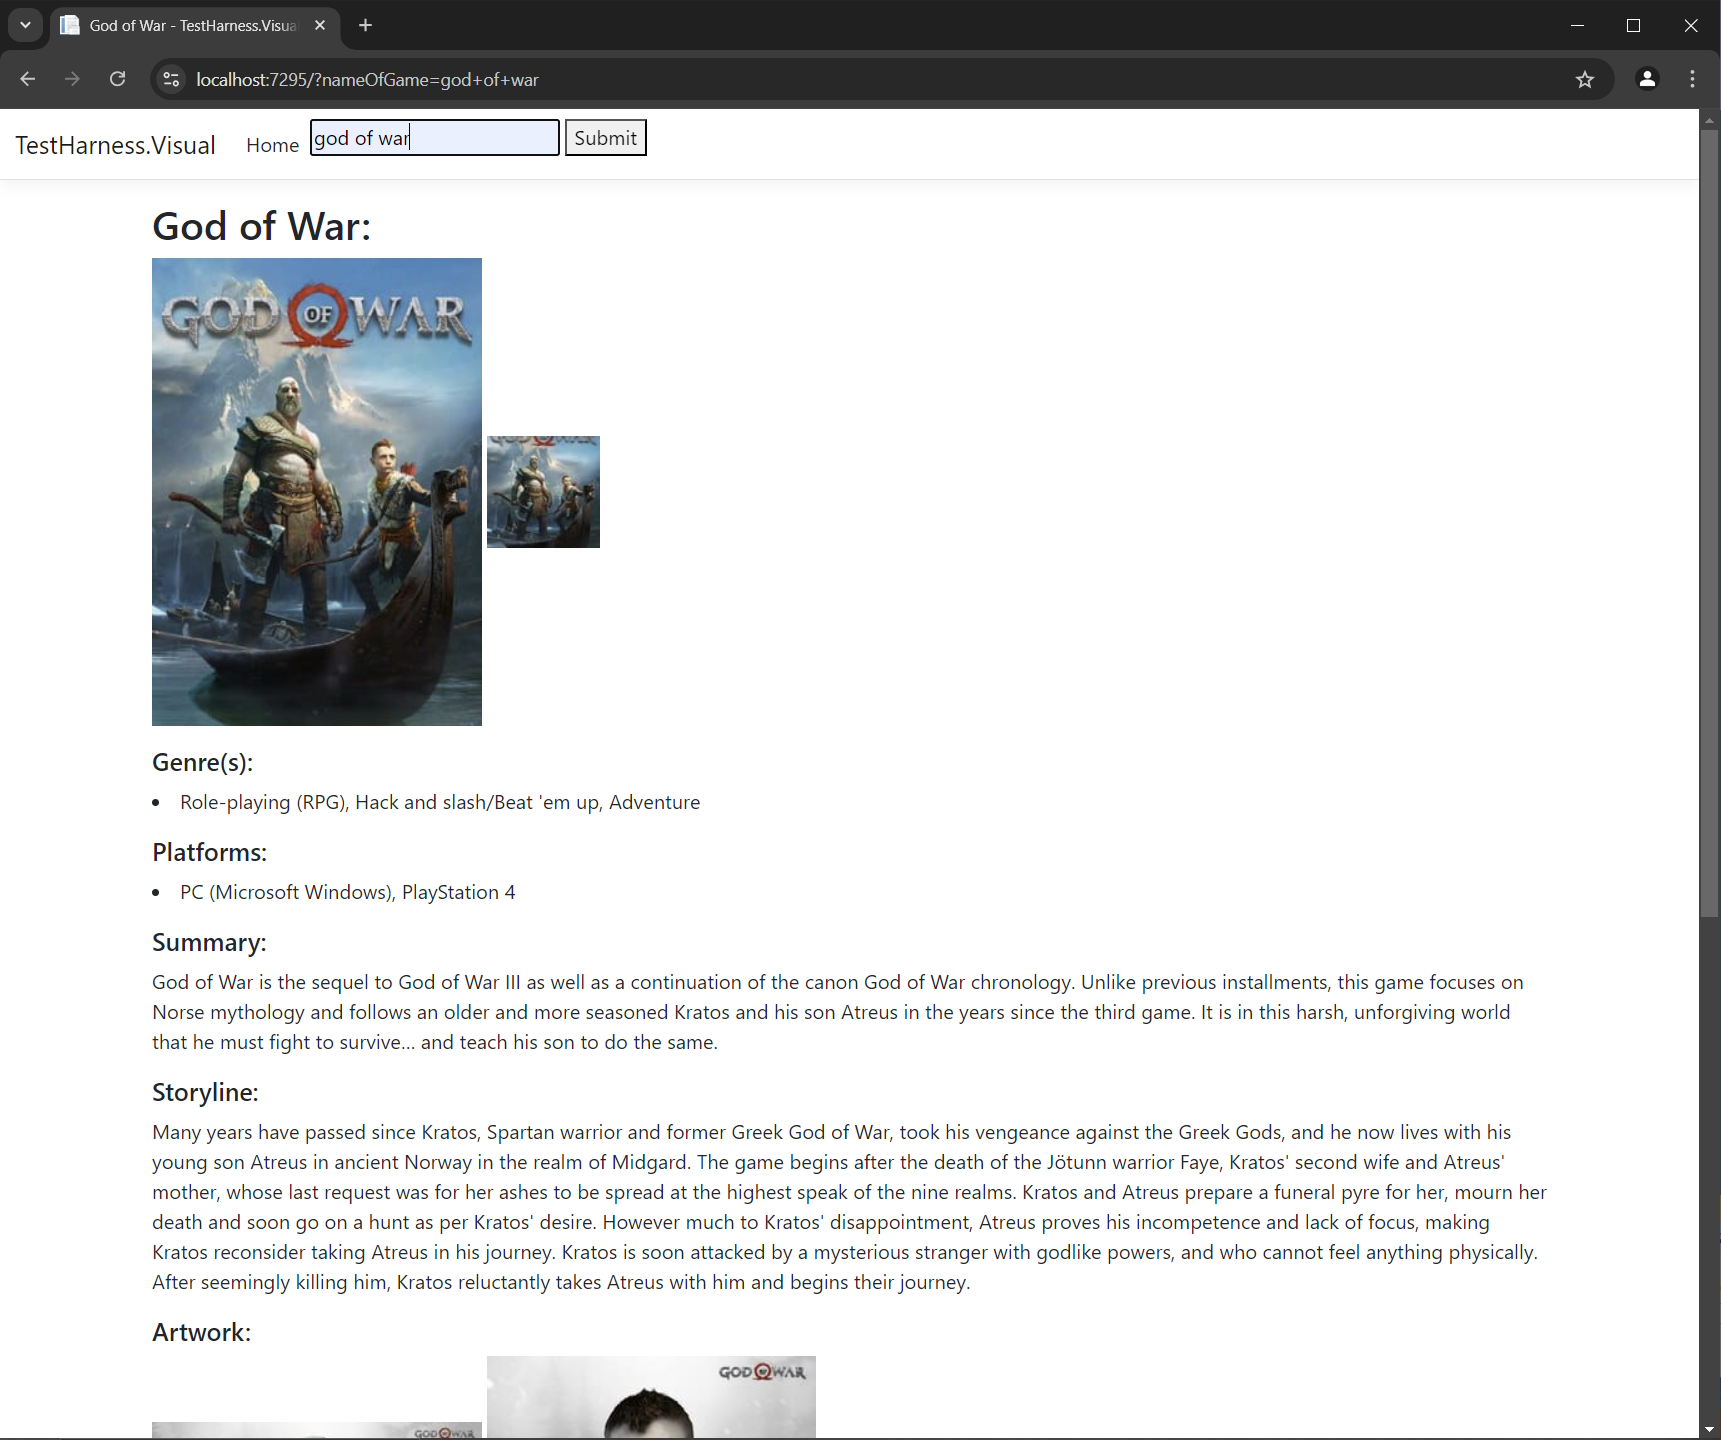 God of War - TestHarness.Visua
localhost:7295/?nameOfGame=god+of+war
TestHarness.Visual Home god of war Submit
God of War:
GOD OF WAR
Genre(s):
• Role-playing (RPG), Hack and slash/Beat 'em up, Adventure
Platforms:
• PC (Microsoft Windows), PlayStation 4
Summary:
God of War is the sequel to God of War III as well as a continuation of the canon God of War chronology. Unlike previous installments, this game focuses on
Norse mythology and follows an older and more seasoned Kratos and his son Atreus in the years since the third game. It is in this harsh, unforgiving world
that he must fight to survive… and teach his son to do the same.
Storyline:
Many years have passed since Kratos, Spartan warrior and former Greek God of War, took his vengeance against the Greek Gods, and he now lives with his
young son Atreus in ancient Norway in the realm of Midgard. The game begins after the death of the Jötunn warrior Faye, Kratos' second wife and Atreus'
mother, whose last request was for her ashes to be spread at the highest speak of the nine realms. Kratos and Atreus prepare a funeral pyre for her, mourn her
death and soon go on a hunt as per Kratos' desire. However much to Kratos' disappointment, Atreus proves his incompetence and lack of focus, making
Kratos reconsider taking Atreus in his journey. Kratos is soon attacked by a mysterious stranger with godlike powers, and who cannot feel anything physically.
After seemingly killing him, Kratos reluctantly takes Atreus with him and begins their journey.
Artwork:
GOD OF WAR
GOD OF WAR